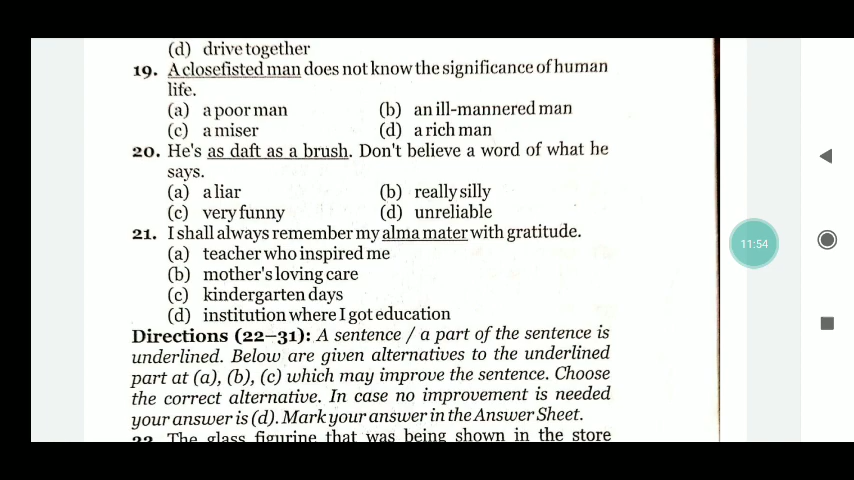 (d) drive together
19. A closefisted man does not know the significance of human
life.
(a) a poor man (b) an ill-mannered man
(c) a miser (d) a rich man
20. He's as daft as a brush. Don't believe a word of what he
says.
(a) a liar (b) really silly
(c) very funny (d) unreliable
21. I shall always remember my alma mater with gratitude.
(a) teacher who inspired me
(b) mother's loving care
(c) kindergarten days
(d) institution where I got education
Directions (22–31): A sentence / a part of the sentence is
underlined. Below are given alternatives to the underlined
part at (a), (b), (c) which may improve the sentence. Choose
the correct alternative. In case no improvement is needed
your answer is (d). Mark your answer in the Answer Sheet.
22. The glass figurine that was being shown in the store
11:54